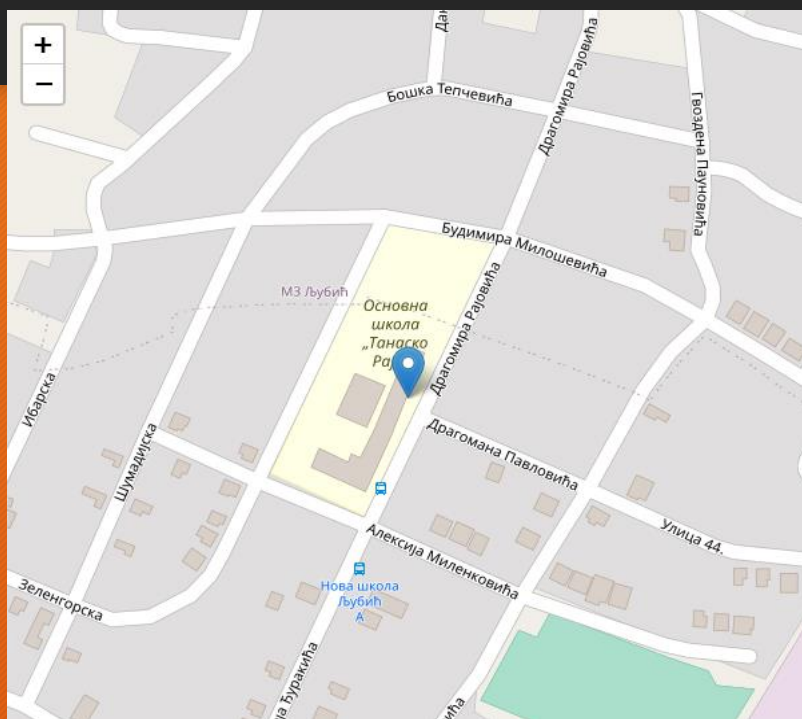 +
−
Бошка Тепчевића
Драгомира Рајовића
Гвоздена Пауновића
Будимира Милошевића
МЗ Љубић
Основна
школа
„Танаско
Драгомира Рајовића
Ибарска
Шумадијска
Драгомана Павловића
Улица 44.
Алексија Миленковића
Нова школа
Љубић
А
Зеленгорска
Ђуракића